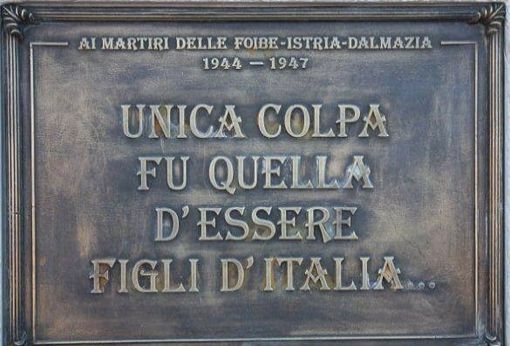 AI MARTIRI DELLE FOIBE-ISTRIA-DALMAZIA
1944 — 1947
UNICA COLPA
FU QUELLA
D'ESSERE
FIGLI D'ITALIA...